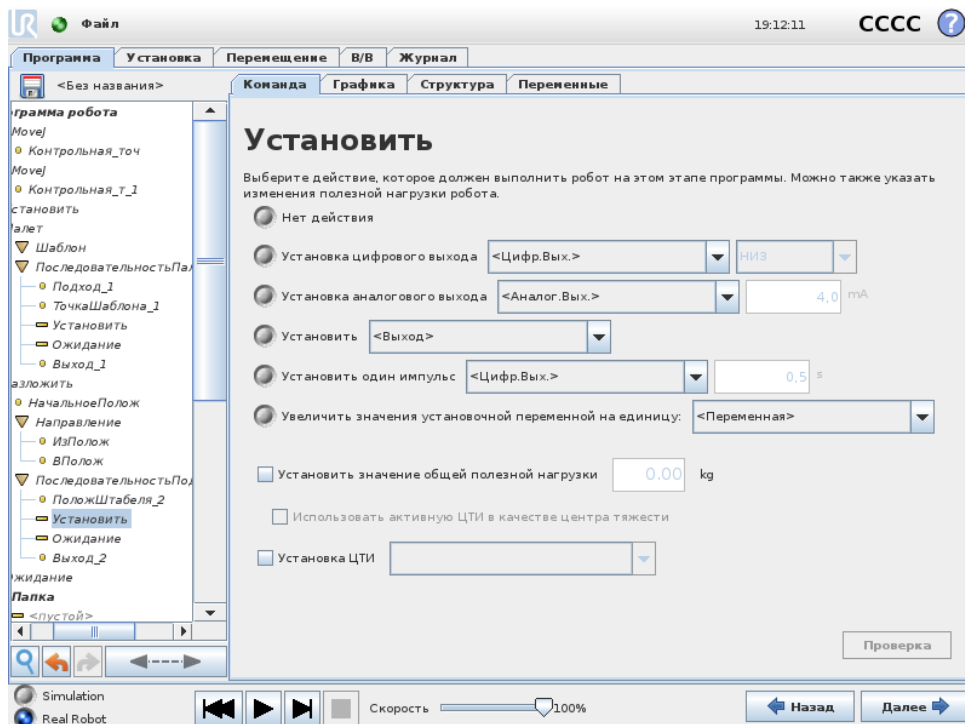 UR Файл 19:12:11 CCCC ?
Программа Установка Перемещение В/В Журнал
<Без названия>
Команда Графика Структура Переменные
ограмма робота
MoveJ
Контрольная_точ
MoveJ
Контрольная_т_1
становить
Палет
Шаблон
ПоследовательностьПал
Подход_1
ТочкаШаблона_1
Установить
Ожидание
Выход_1
азложить
НачальноеПолож
Направление
ИзПолож
ВПолож
ПоследовательностьПод
ПоложШтабеля_2
Установить
Ожидание
Выход_2
Ожидание
Папка
<пустой>
Установить
Выберите действие, которое должен выполнить робот на этом этапе программы. Можно также указать
изменения полезной нагрузки робота.
Нет действия
Установка цифрового выхода <Цифр.Вых.> НИЗ
Установка аналогового выхода <Аналог.Вых.> 4,0 mA
Установить <Выход>
Установить один импульс <Цифр.Вых.> 0,5 s
Увеличить значения установочной переменной на единицу: <Переменная>
Установить значение общей полезной нагрузки 0.00 kg
Использовать активную ЦТИ в качестве центра тяжести
Установка ЦТИ
Проверка
Simulation
Real Robot
Скорость 100%
Назад Далее